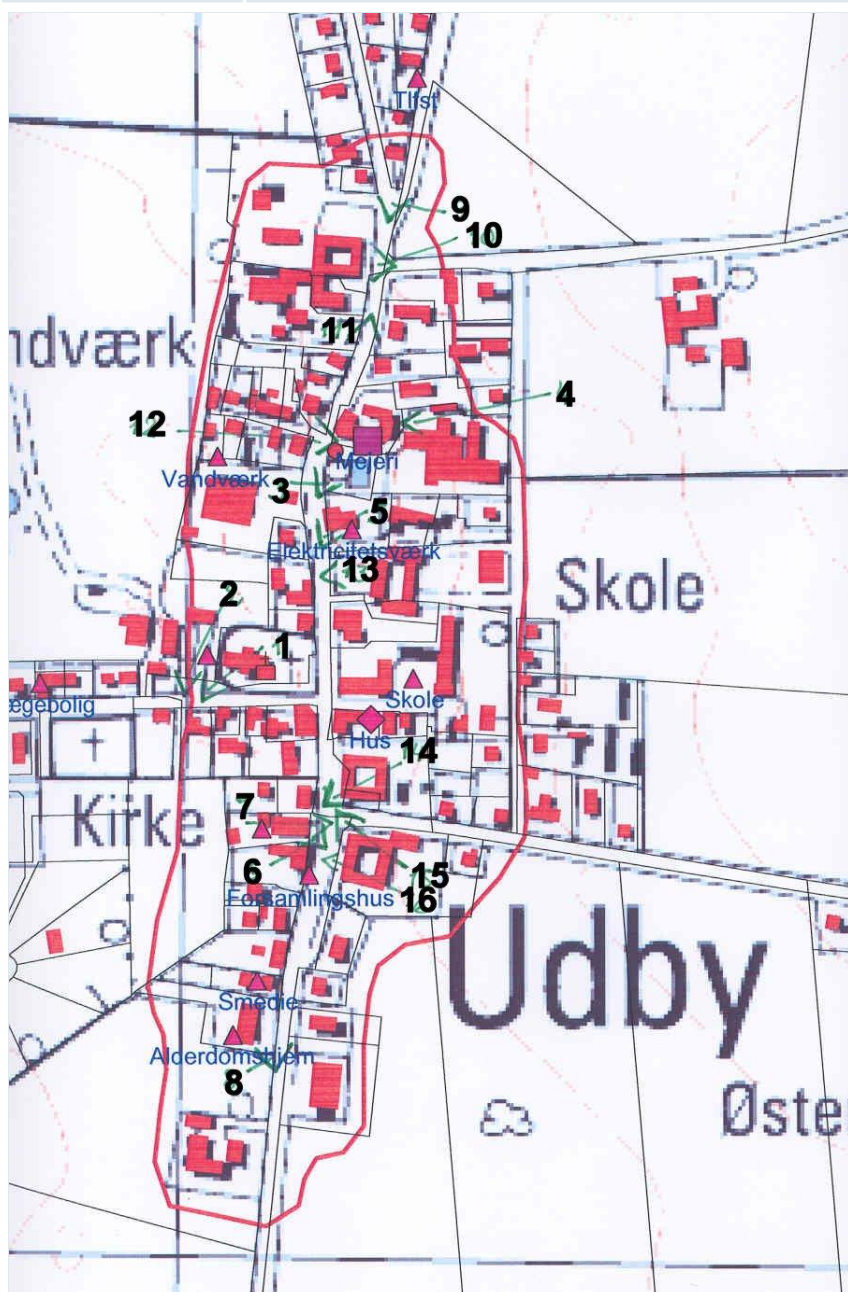 Tlfst
9
10
11
ndværk
4
12
Mejeri
Vandværk
3
5
Elektricitetsværk
13
Skole
2
1
Skole
ægebolig
Hus
14
Kirke
7
6
15
Forsamlingshus
16
Udby
Smedie
Alderdomshjem
8
Øster